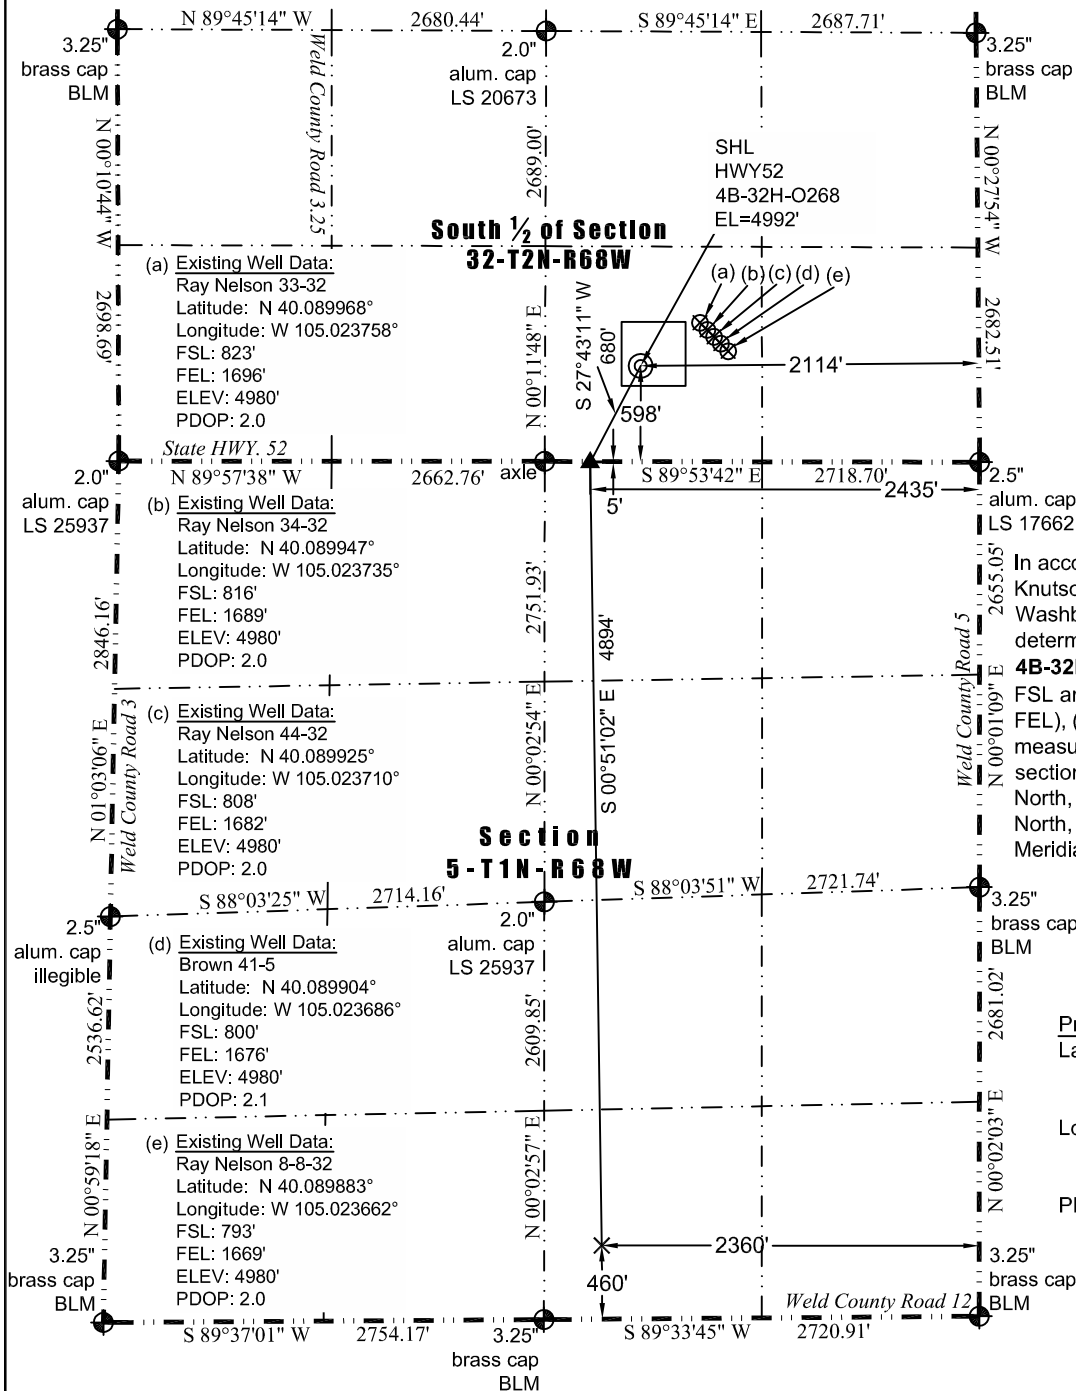 N 89°45'14" W 2680.44' S 89°45'14" E 2687.71'
3.25"
brass cap
BLM
Weld County Road 3.25
2.0"
alum. cap
LS 20673
3.25"
brass cap
BLM
N 00°10'44" W
2698.69'
2689.00'
N 00°11'48" E
N 00°27'54" W
2682.51'
SHL
HWY52
4B-32H-O268
EL=4992'
South ½ of Section
32-T2N-R68W
(a) Existing Well Data:
Ray Nelson 33-32
Latitude: N 40.089968°
Longitude: W 105.023758°
FSL: 823'
FEL: 1696'
ELEV: 4980'
PDOP: 2.0
(a) (b) (c) (d) (e)
S 27°43'11" W
680'
2114'
598'
State HWY. 52
N 89°57'38" W 2662.76' axle S 89°53'42" E 2718.70'
2.0"
alum. cap
LS 25937
5'
2435'
2.5"
alum. cap
LS 17662
(b) Existing Well Data:
Ray Nelson 34-32
Latitude: N 40.089947°
Longitude: W 105.023735°
FSL: 816'
FEL: 1689'
ELEV: 4980'
PDOP: 2.0
2846.16'
N 01°03'06" E
Weld County Road 3
2751.93'
N 00°02'54" E
4894'
S 00°51'02" E
2655.05'
N 00°01'09" E
Weld County Road 5
In acco
Knutso
Washb
determ
4B-32
FSL an
FEL), (
measu
section
North,
North,
Meridia
(c) Existing Well Data:
Ray Nelson 44-32
Latitude: N 40.089925°
Longitude: W 105.023710°
FSL: 808'
FEL: 1682'
ELEV: 4980'
PDOP: 2.0
Section
5-T1N-R68W
S 88°03'25" W 2714.16' S 88°03'51" W 2721.74'
2.5"
alum. cap
illegible
2.0"
alum. cap
LS 25937
3.25"
brass cap
BLM
(d) Existing Well Data:
Brown 41-5
Latitude: N 40.089904°
Longitude: W 105.023686°
FSL: 800'
FEL: 1676'
ELEV: 4980'
PDOP: 2.1
2536.62'
N 00°59'18" E
2609.85'
N 00°02'57" E
2681.02'
N 00°02'03" E
La
Lo
(e) Existing Well Data:
Ray Nelson 8-8-32
Latitude: N 40.089883°
Longitude: W 105.023662°
FSL: 793'
FEL: 1669'
ELEV: 4980'
PDOP: 2.0
2360'
460'
3.25"
brass cap
BLM
3.25"
brass cap
BLM
Weld County Road 12
S 89°37'01" W 2754.17' S 89°33'45" W 2720.91'
3.25"
brass cap
BLM